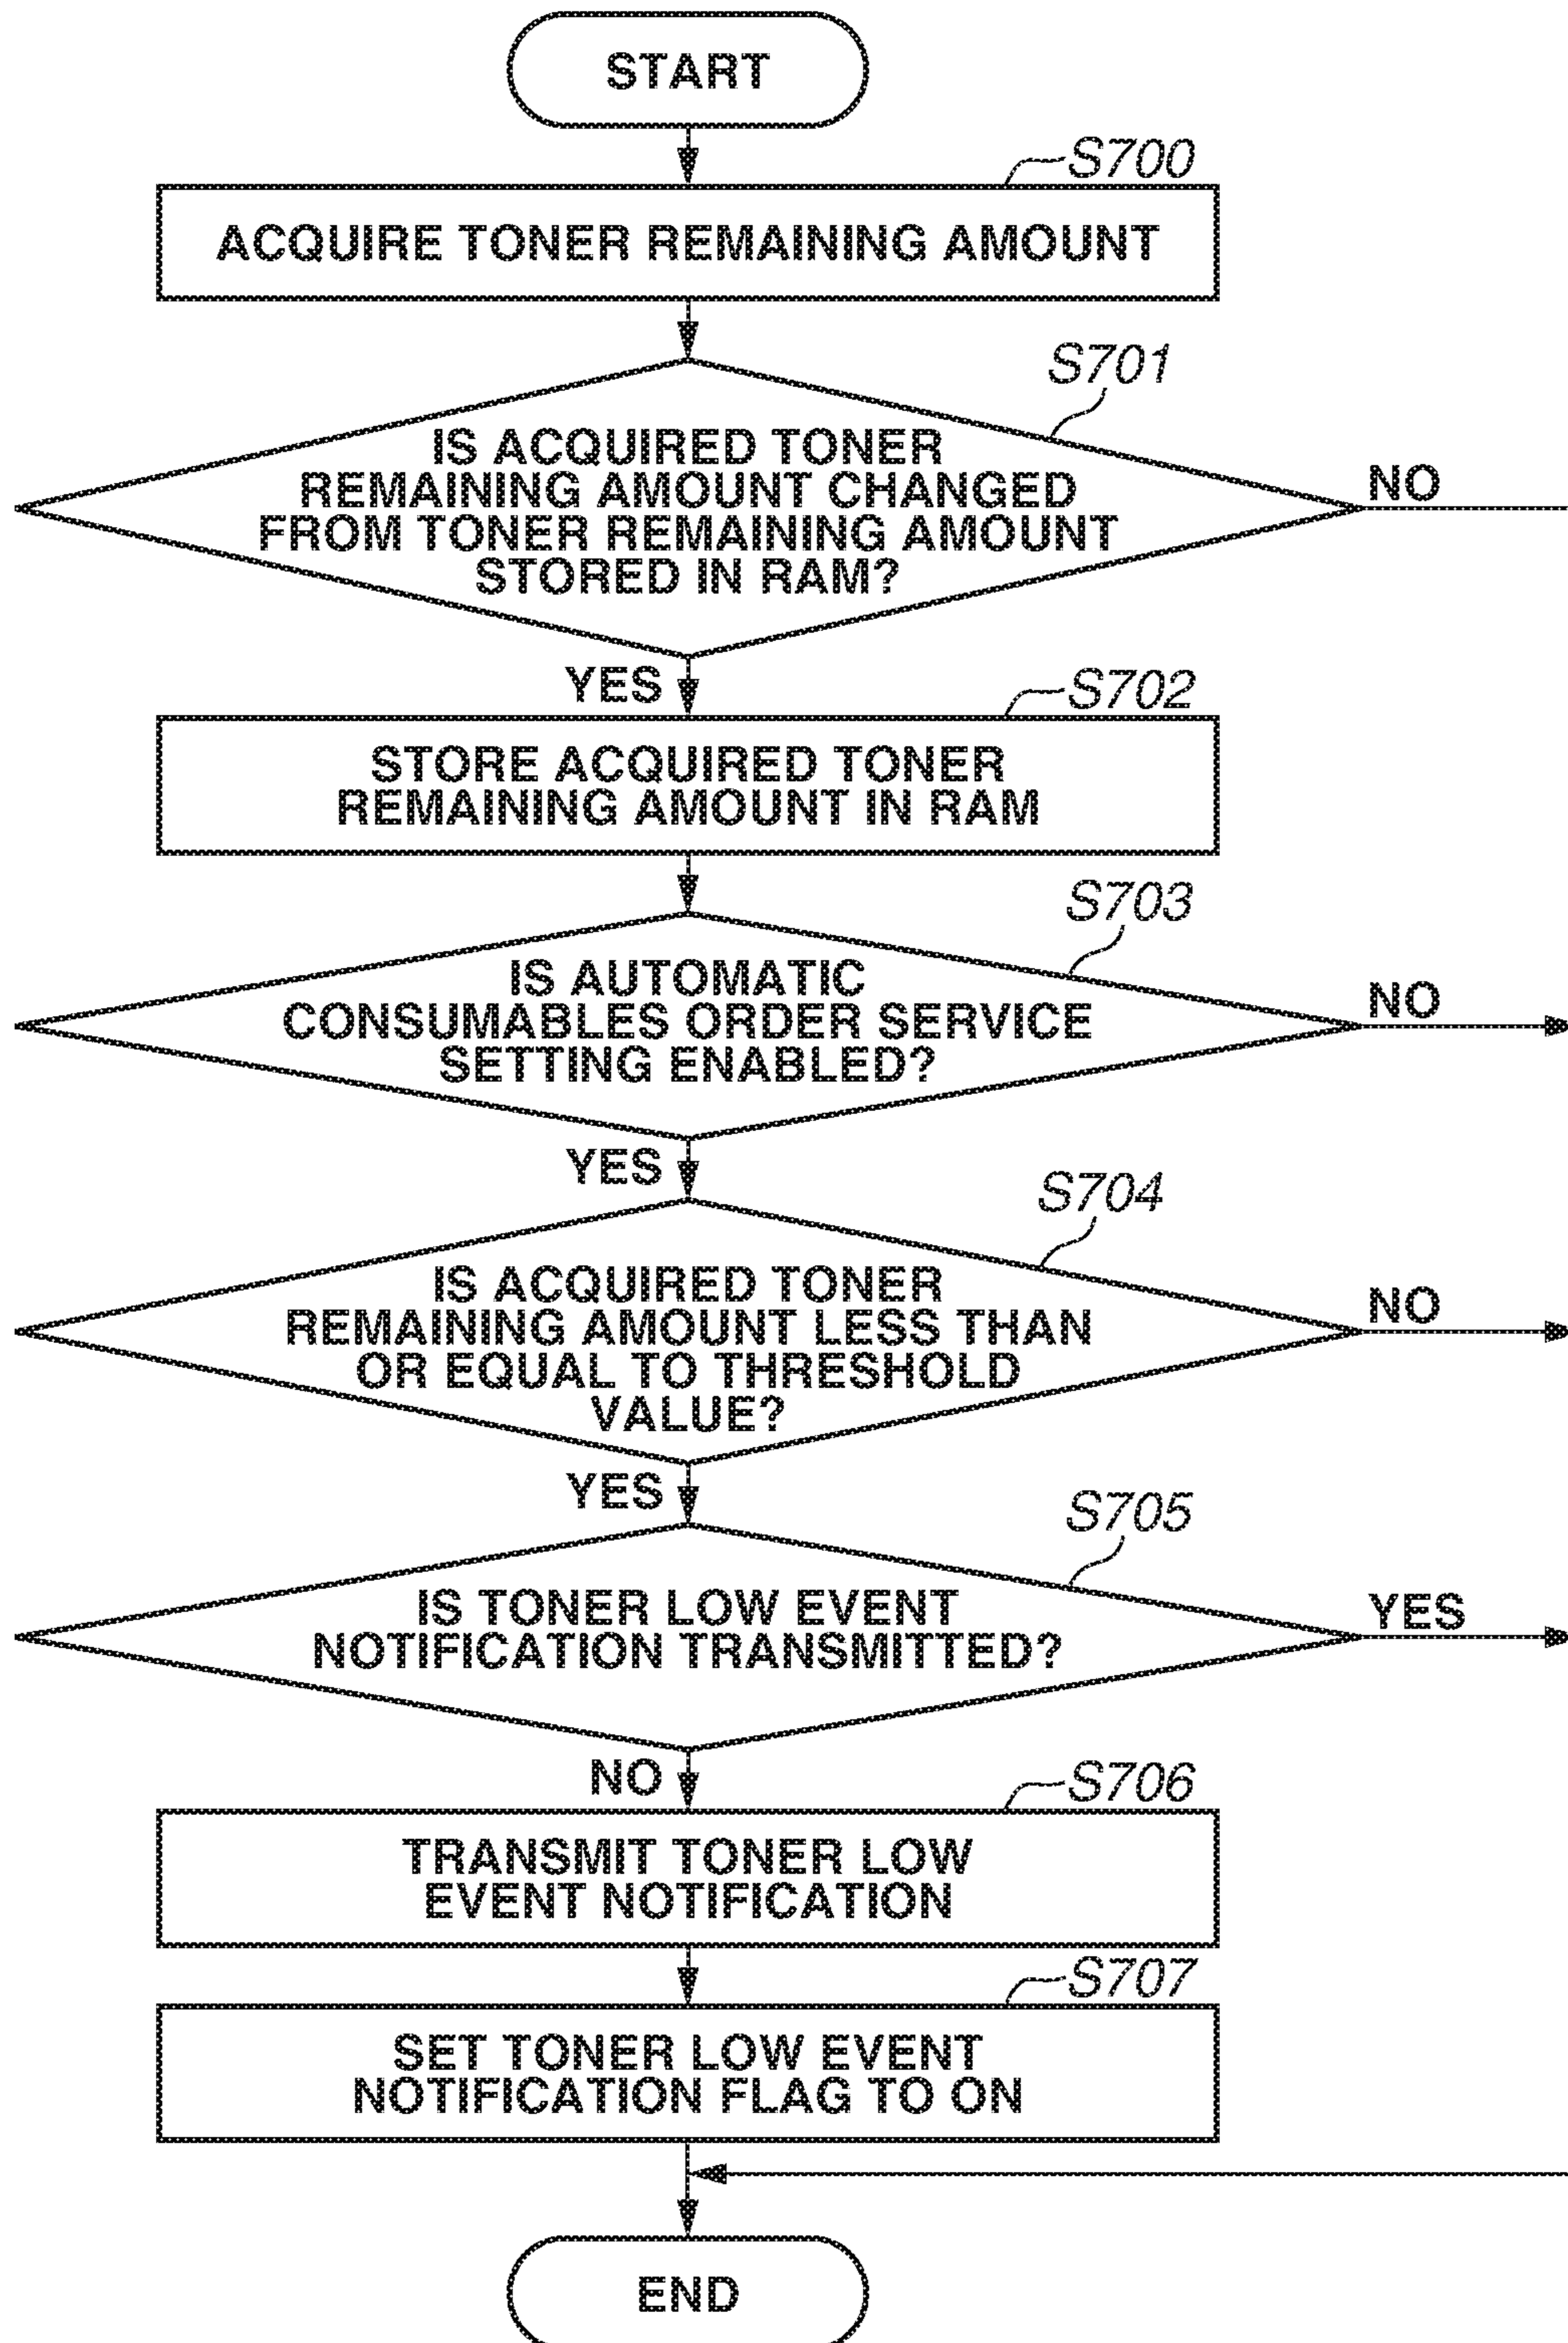 START
S700
ACQUIRE TONER REMAINING AMOUNT
S701
IS ACQUIRED TONER
REMAINING AMOUNT CHANGED
FROM TONER REMAINING AMOUNT
STORED IN RAM?
NO
YES
S702
STORE ACQUIRED TONER
REMAINING AMOUNT IN RAM
S703
IS AUTOMATIC
CONSUMABLES ORDER SERVICE
SETTING ENABLED?
NO
YES
S704
IS ACQUIRED TONER
REMAINING AMOUNT LESS THAN
OR EQUAL TO THRESHOLD
VALUE?
NO
YES
S705
IS TONER LOW EVENT
NOTIFICATION TRANSMITTED?
YES
NO
S706
TRANSMIT TONER LOW
EVENT NOTIFICATION
S707
SET TONER LOW EVENT
NOTIFICATION FLAG TO ON
END